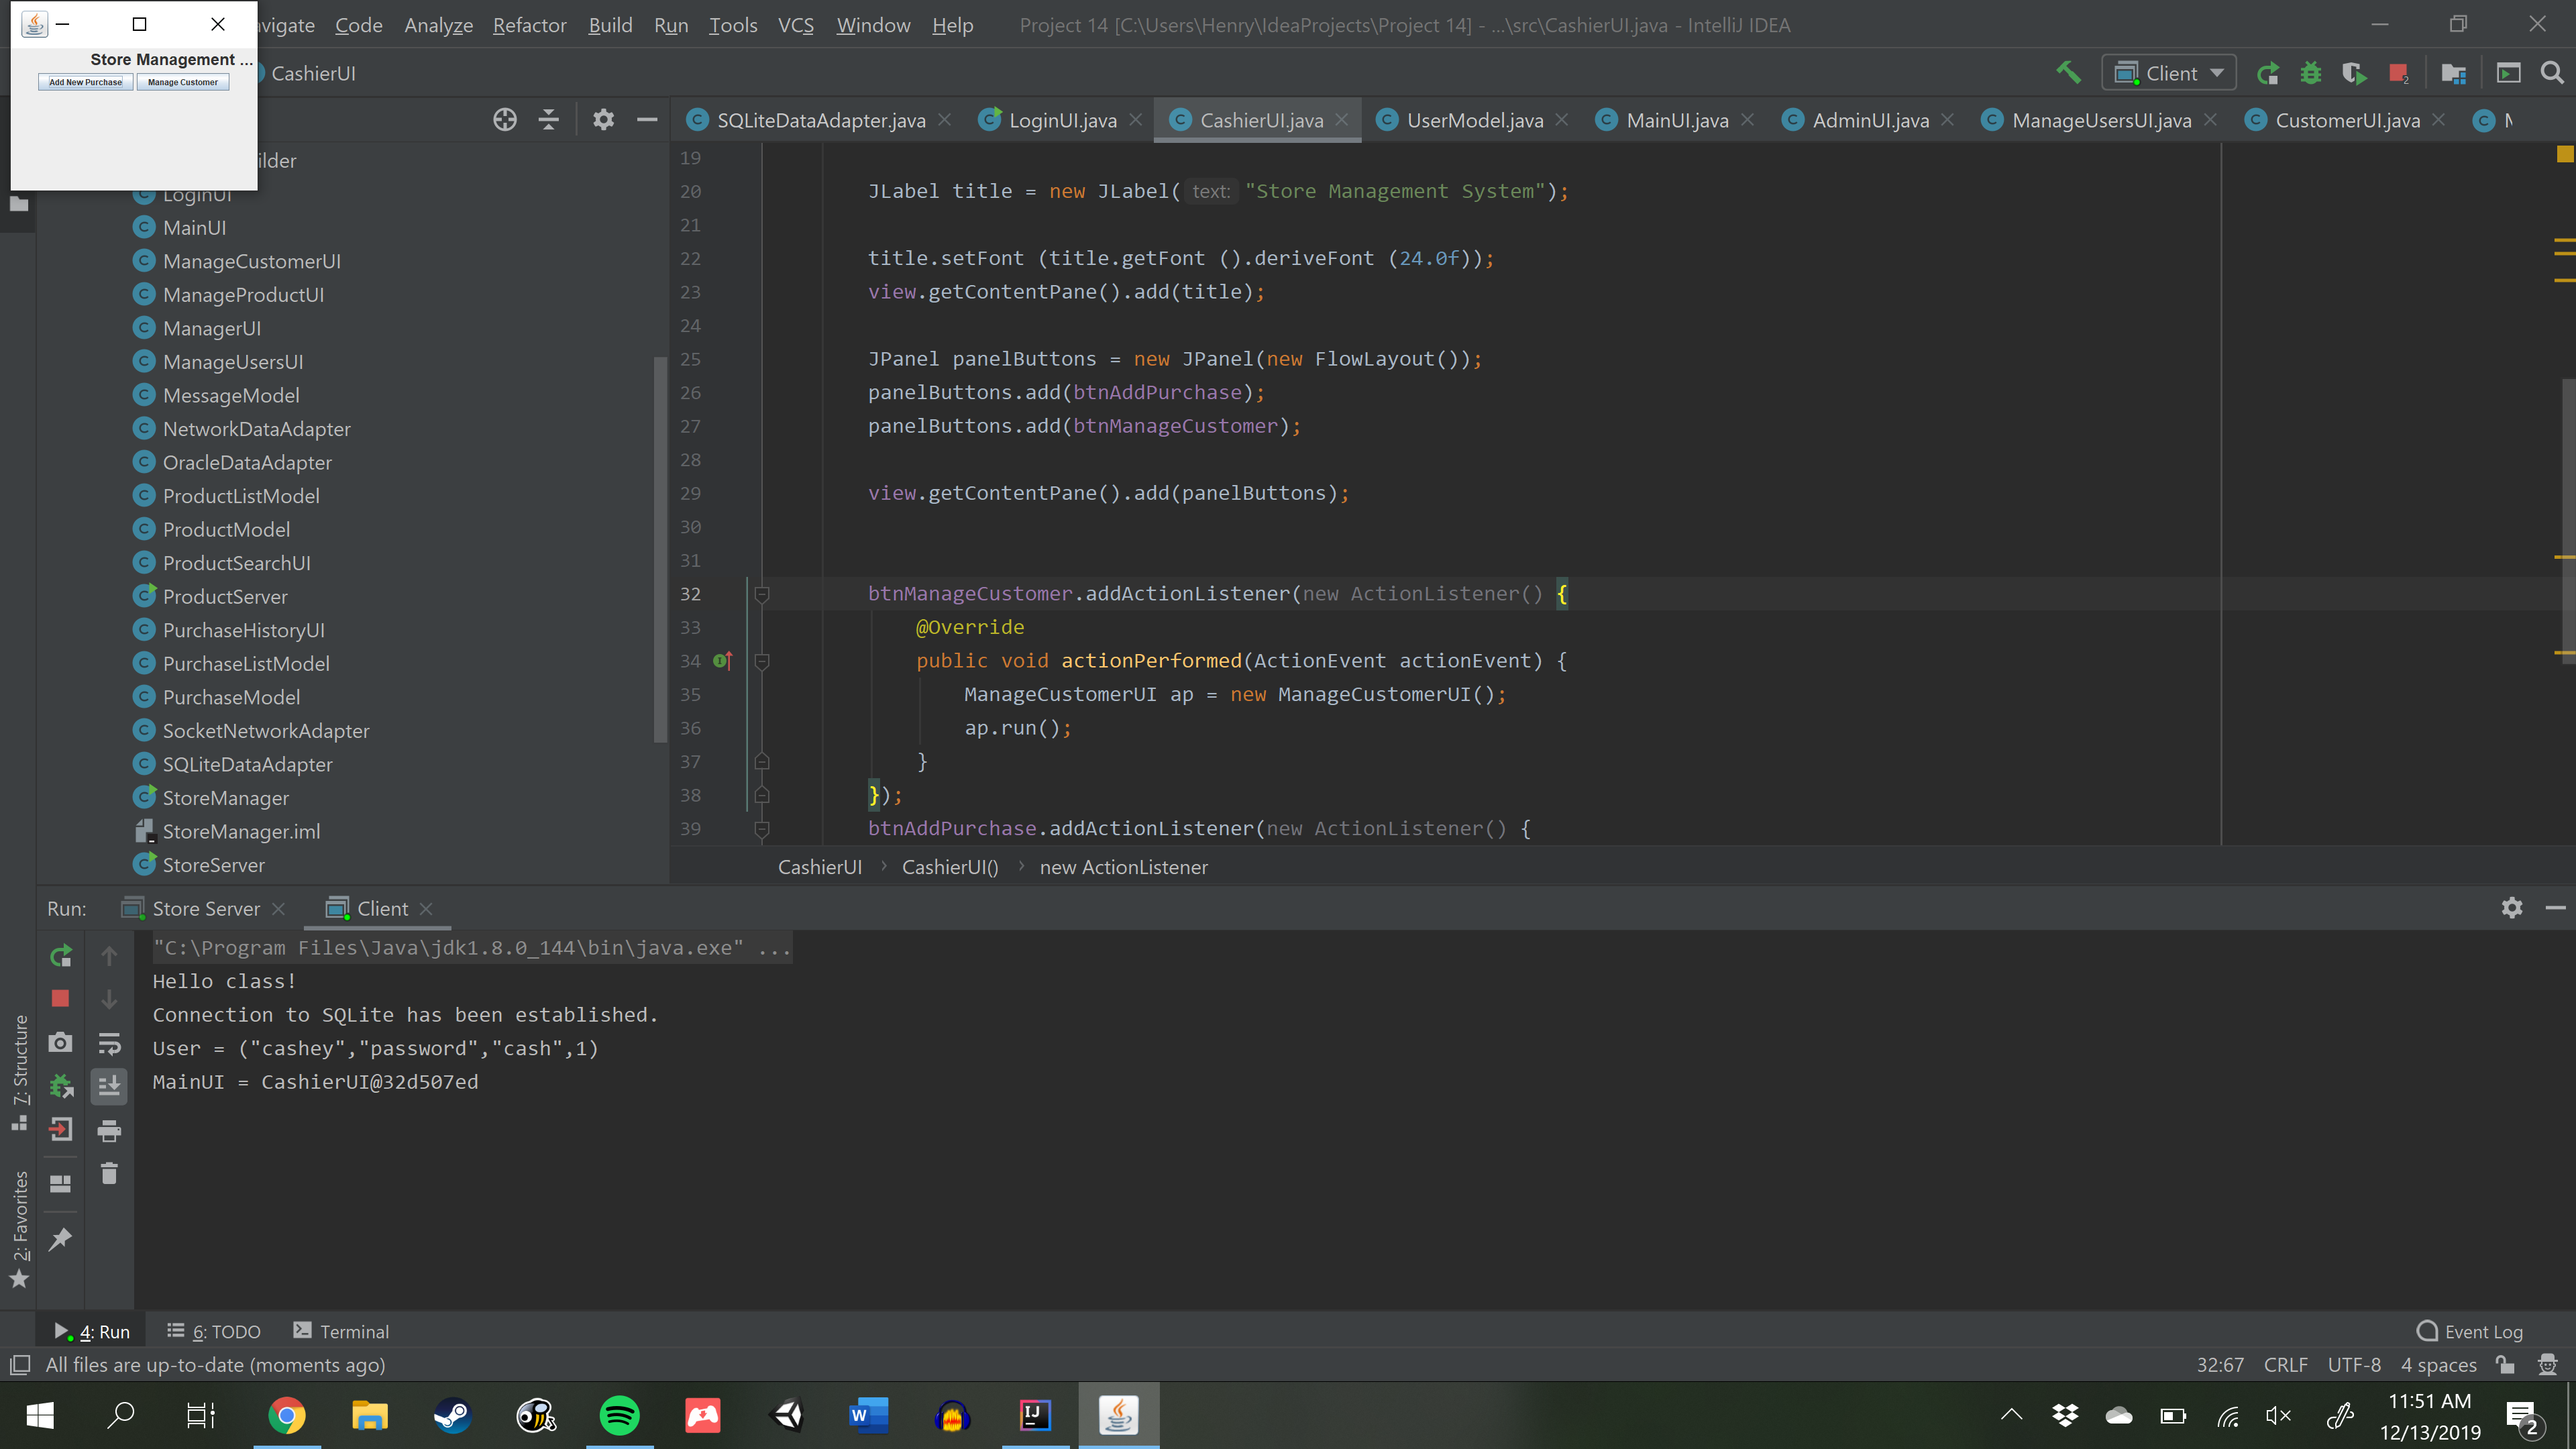 Store Management ...
Add New Purchase Manage Customer
vigate Code Analyze Refactor Build Run Tools VCS Window Help Project 14 [C:\Users\Henry\IdeaProjects\Project 14] - ...\src\CashierUI.java - IntelliJ IDEA
CashierUI
Client
SQLiteDataAdapter.java LoginUI.java CashierUI.java UserModel.java MainUI.java AdminUI.java ManageUsersUI.java CustomerUI.java
ilder
LoginUI
MainUI
ManageCustomerUI
ManageProductUI
ManagerUI
ManageUsersUI
MessageModel
NetworkDataAdapter
OracleDataAdapter
ProductListModel
ProductModel
ProductSearchUI
ProductServer
PurchaseHistoryUI
PurchaseListModel
PurchaseModel
SocketNetworkAdapter
SQLiteDataAdapter
StoreManager
StoreManager.iml
StoreServer
19
20 JLabel title = new JLabel( text: "Store Management System");
21
22 title.setFont (title.getFont ().deriveFont (24.0f));
23 view.getContentPane().add(title);
24
25 JPanel panelButtons = new JPanel(new FlowLayout());
26 panelButtons.add(btnAddPurchase);
27 panelButtons.add(btnManageCustomer);
28
29 view.getContentPane().add(panelButtons);
30
31
32 btnManageCustomer.addActionListener(new ActionListener() {
33 @Override
34 public void actionPerformed(ActionEvent actionEvent) {
35 ManageCustomerUI ap = new ManageCustomerUI();
36 ap.run();
37 }
38 });
39 btnAddPurchase.addActionListener(new ActionListener() {
CashierUI CashierUI() new ActionListener
Run: Store Server Client
"C:\Program Files\Java\jdk1.8.0_144\bin\java.exe" ...
Hello class!
Connection to SQLite has been established.
User = ("cashey","password","cash",1)
MainUI = CashierUI@32d507ed
7: Structure
2: Favorites
4: Run 6: TODO Terminal Event Log
All files are up-to-date (moments ago) 32:67 CRLF UTF-8 4 spaces
11:51 AM
12/13/2019
2